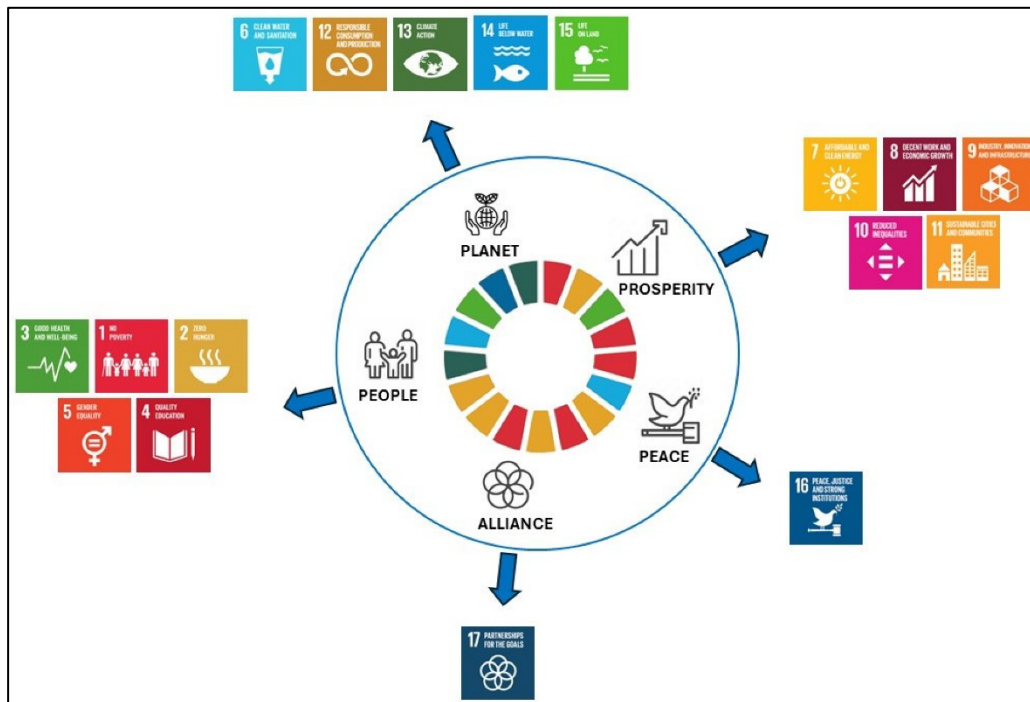 6 CLEAN WATER
AND SANITATION
12 RESPONSIBLE
CONSUMPTION
AND PRODUCTION
13 CLIMATE
ACTION
14 LIFE
BELOW WATER
15 LIFE
ON LAND
7 AFFORDABLE AND
CLEAN ENERGY
8 DECENT WORK AND
ECONOMIC GROWTH
9 INDUSTRY, INNOVATION
AND INFRASTRUCTURE
10 REDUCED
INEQUALITIES
11 SUSTAINABLE CITIES
AND COMMUNITIES
PLANET
PROSPERITY
3 GOOD HEALTH
AND WELL-BEING
1 NO
POVERTY
2 ZERO
HUNGER
5 GENDER
EQUALITY
4 QUALITY
EDUCATION
PEOPLE
PEACE
ALLIANCE
16 PEACE, JUSTICE
AND STRONG
INSTITUTIONS
17 PARTNERSHIPS
FOR THE GOALS